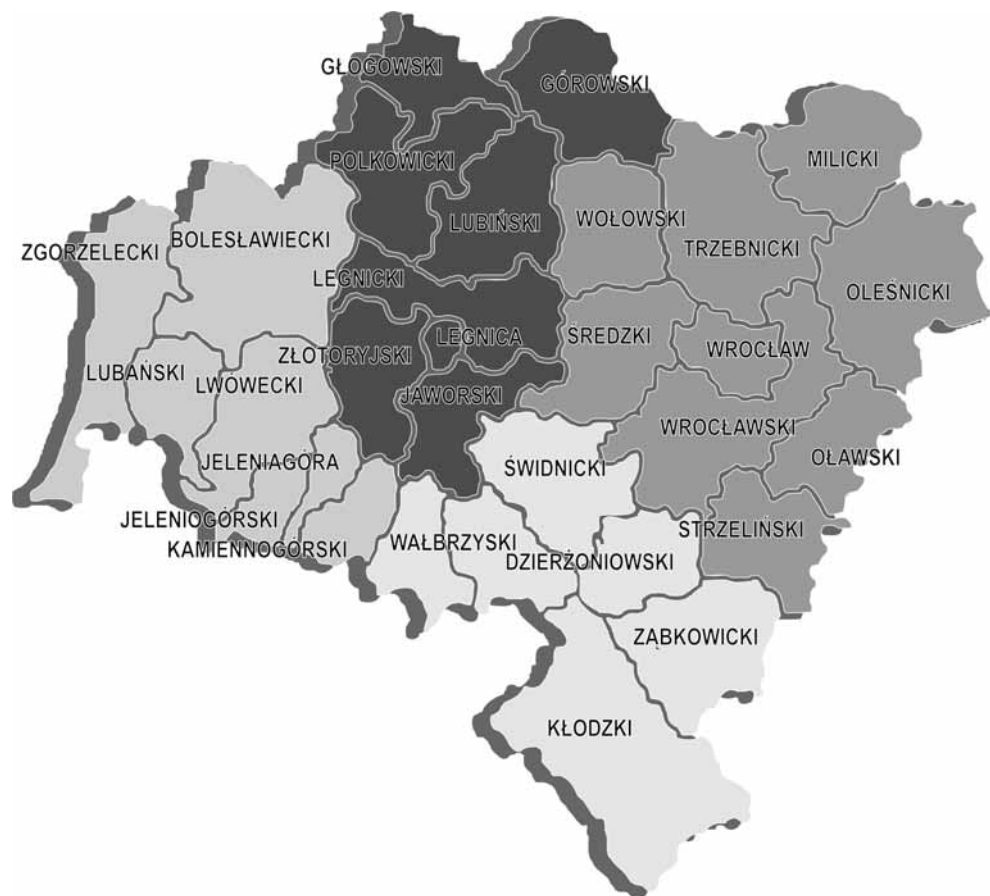 GŁOGOWSKI
GÓROWSKI
POLKOWICKI
MILICKI
LUBIŃSKI
WOŁOWSKI
ZGORZELECKI
BOLESŁAWIECKI
TRZEBNICKI
LEGNICKI
OLEŚNICKI
LEGNICA
ŚREDZKI
ZŁOTORYJSKI
WROCŁAW
LUBAŃSKI
LWÓWECKI
JAWORSKI
WROCŁAWSKI
JELENIAGÓRA
ŚWIDNICKI
OŁAWSKI
JELENIOGÓRSKI
STRZELIŃSKI
KAMIENNOGÓRSKI
WAŁBRZYSKI
DZIERŻONIOWSKI
ZĄBKOWICKI
KŁODZKI